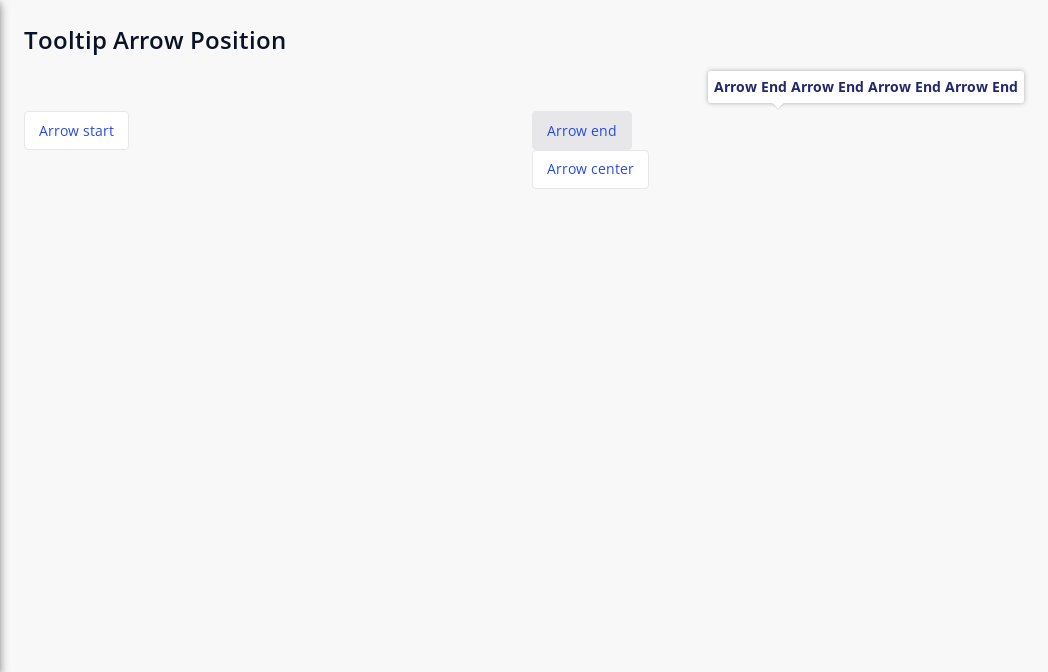 Tooltip Arrow Position
Arrow End Arrow End Arrow End Arrow End
Arrow start
Arrow end
Arrow center